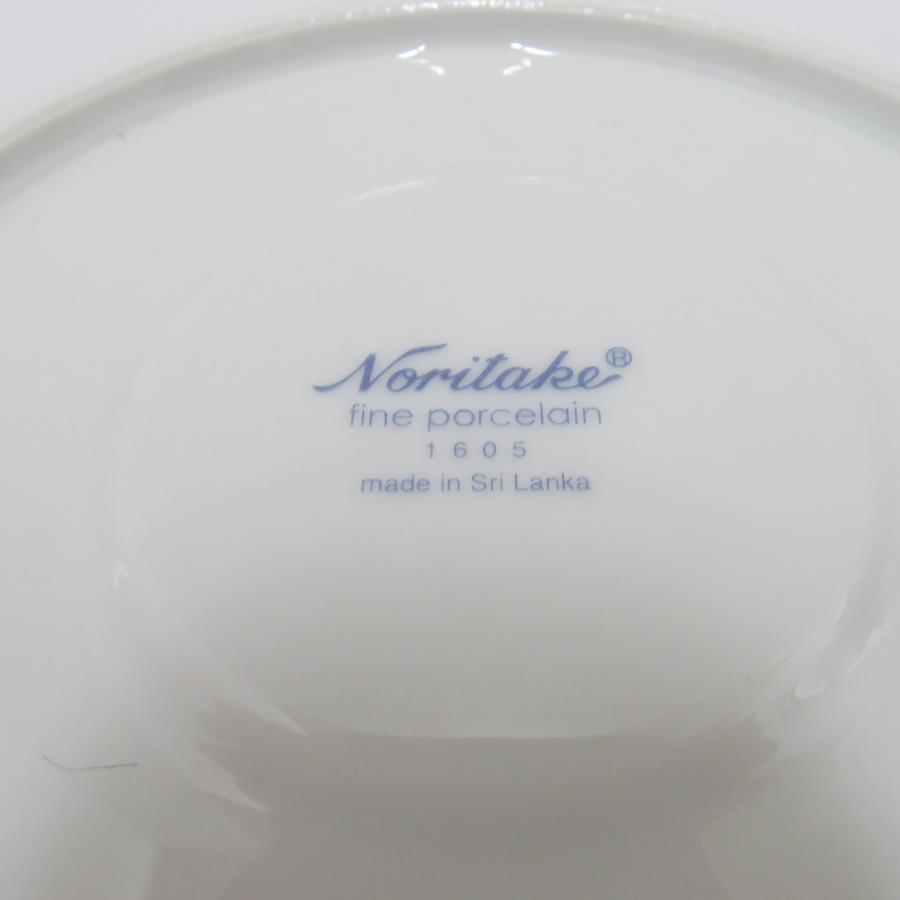 Noritake®
fine porcelain
1605
made in Sri Lanka